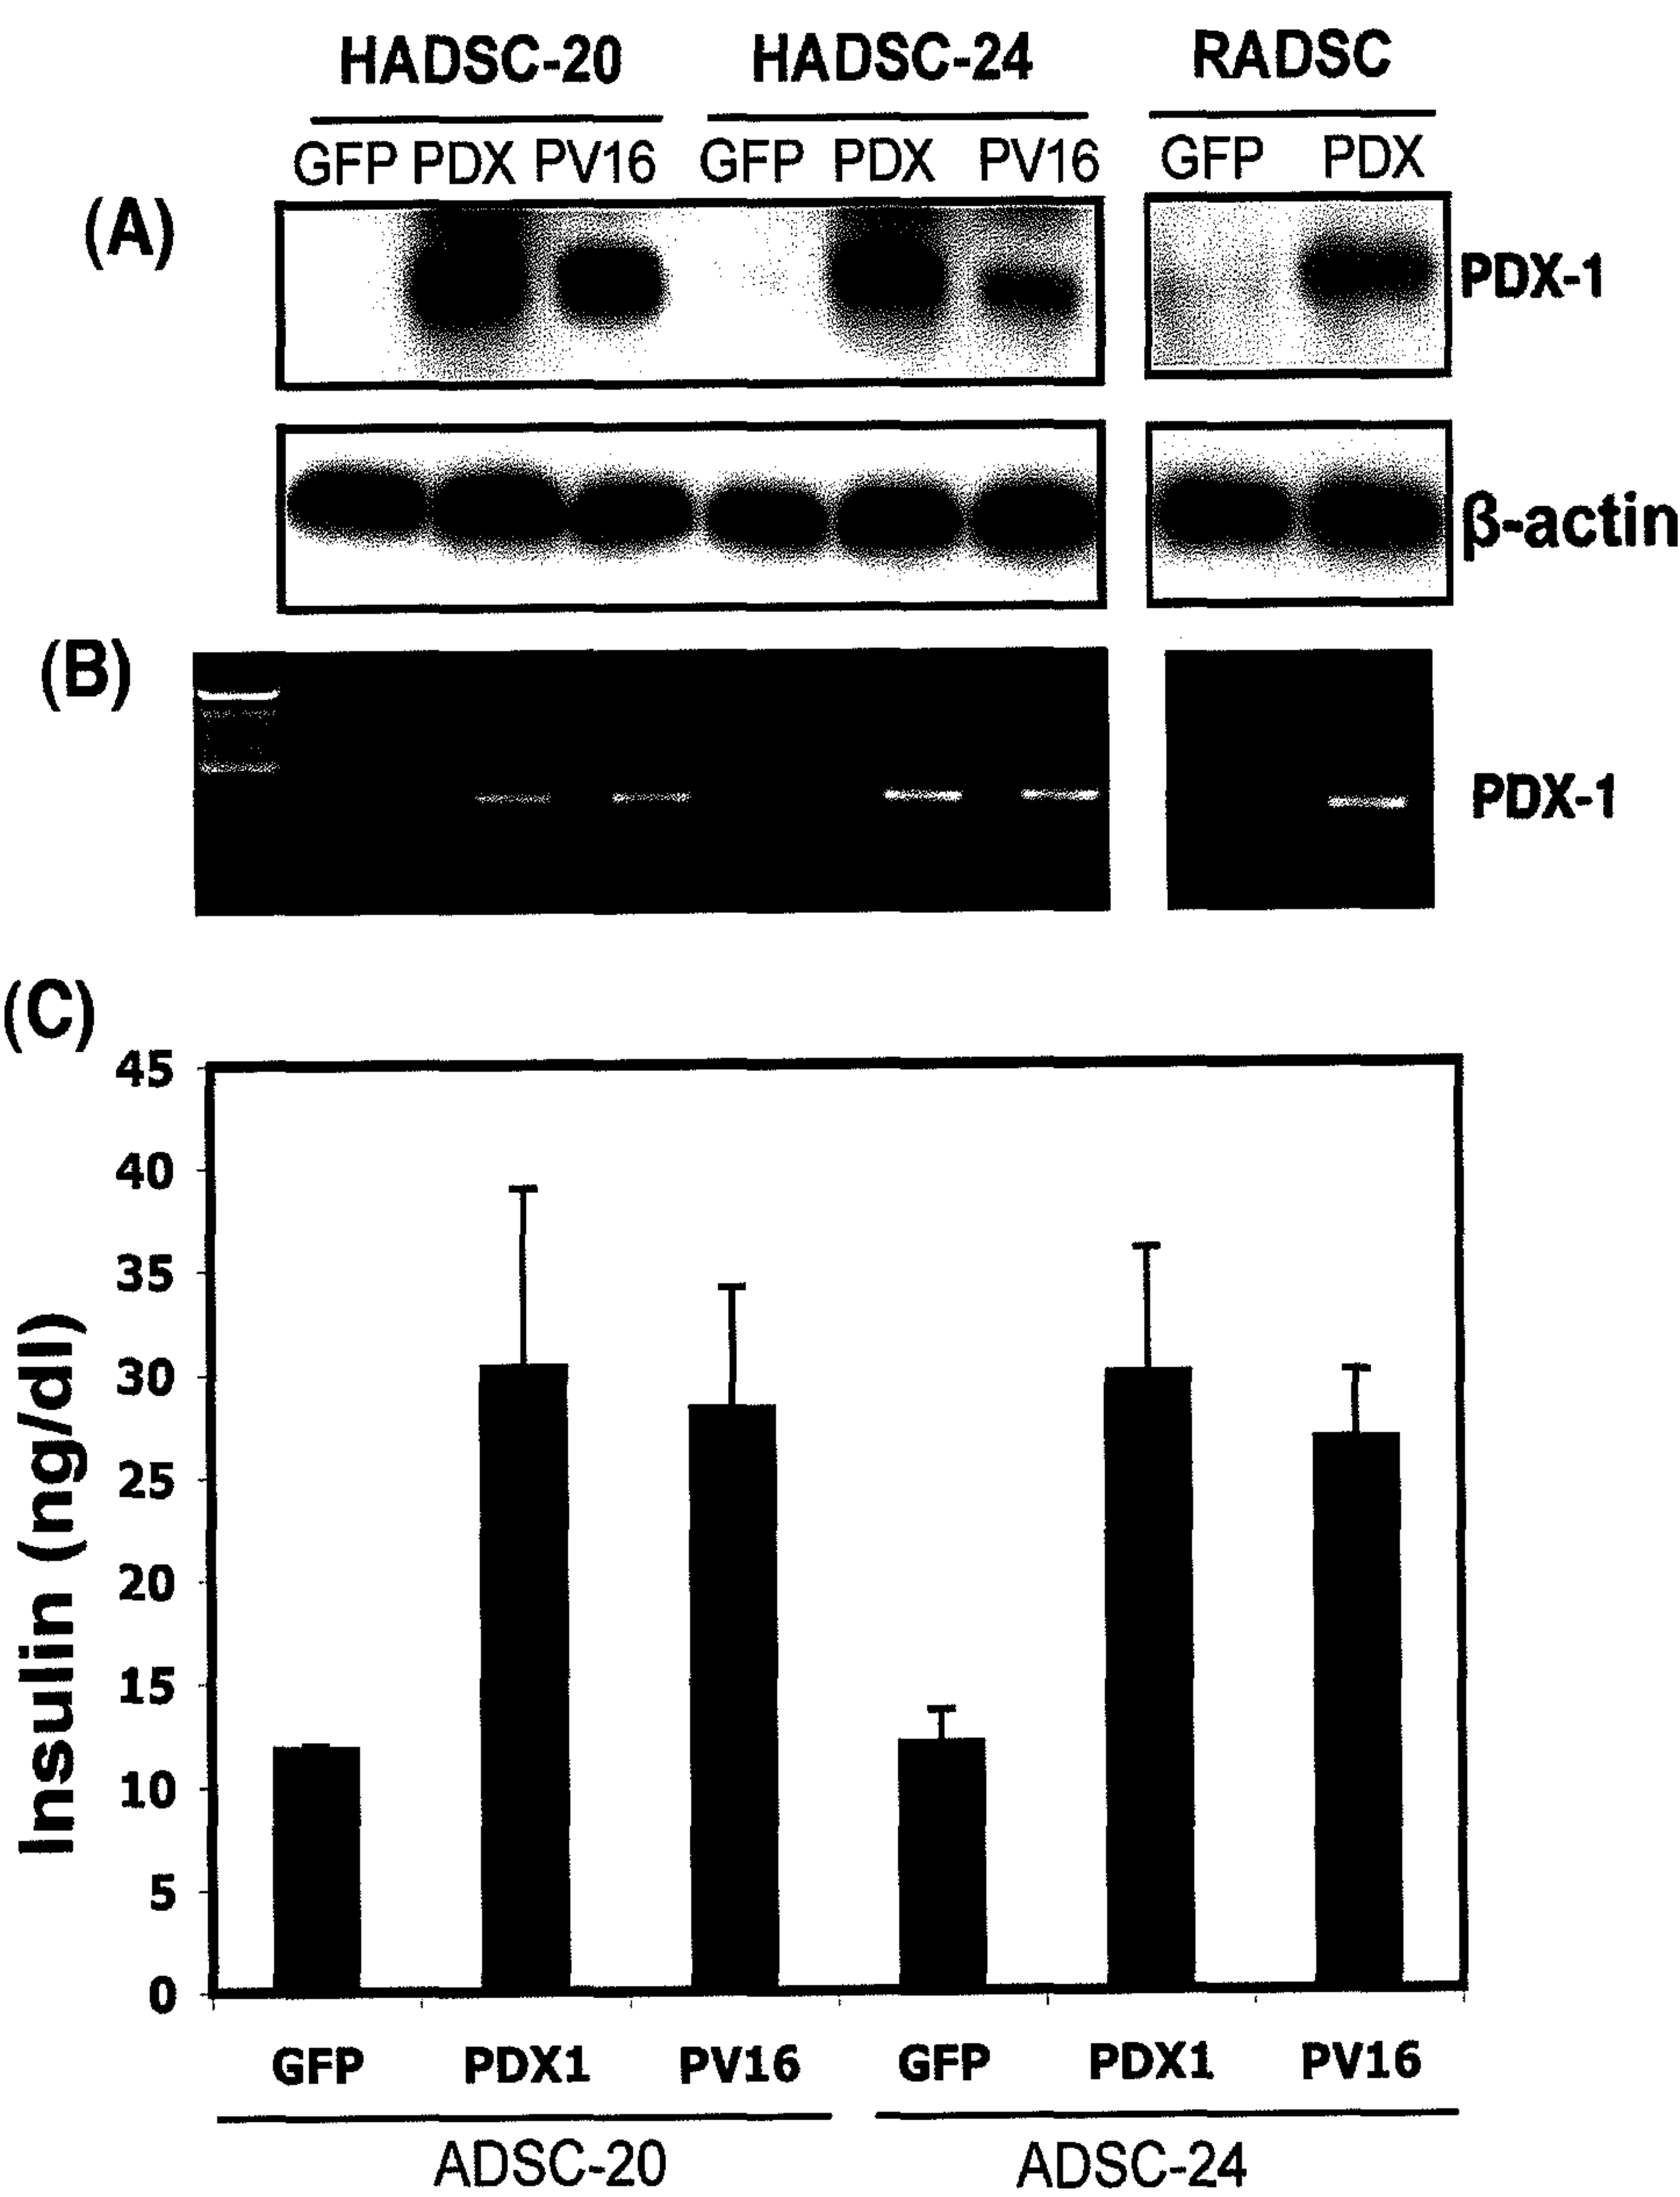 HADSC-20 HADSC-24 RADSC
GFP PDX PV16 GFP PDX PV16 GFP PDX
(A)
PDX-1
β-actin
(B)
PDX-1
(C)
45
40
35
30
25
20
15
10
5
0
Insulin (ng/dl)
GFP PDX1 PV16 GFP PDX1 PV16
ADSC-20 ADSC-24